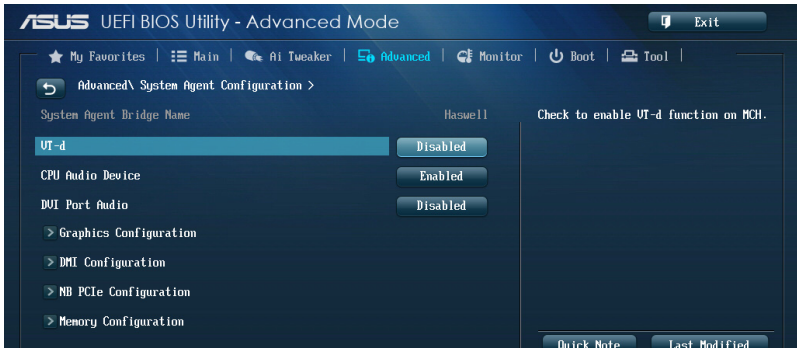 ASUS UEFI BIOS Utility - Advanced Mode Exit
My Favorites | Main | Ai Tweaker | Advanced | Monitor | Boot | Tool |
Advanced\ System Agent Configuration >
System Agent Bridge Name Haswell Check to enable VT-d function on MCH.
VT-d Disabled
CPU Audio Device Enabled
DVI Port Audio Disabled
> Graphics Configuration
> DMI Configuration
> NB PCIe Configuration
> Memory Configuration
Quick Note Last Modified